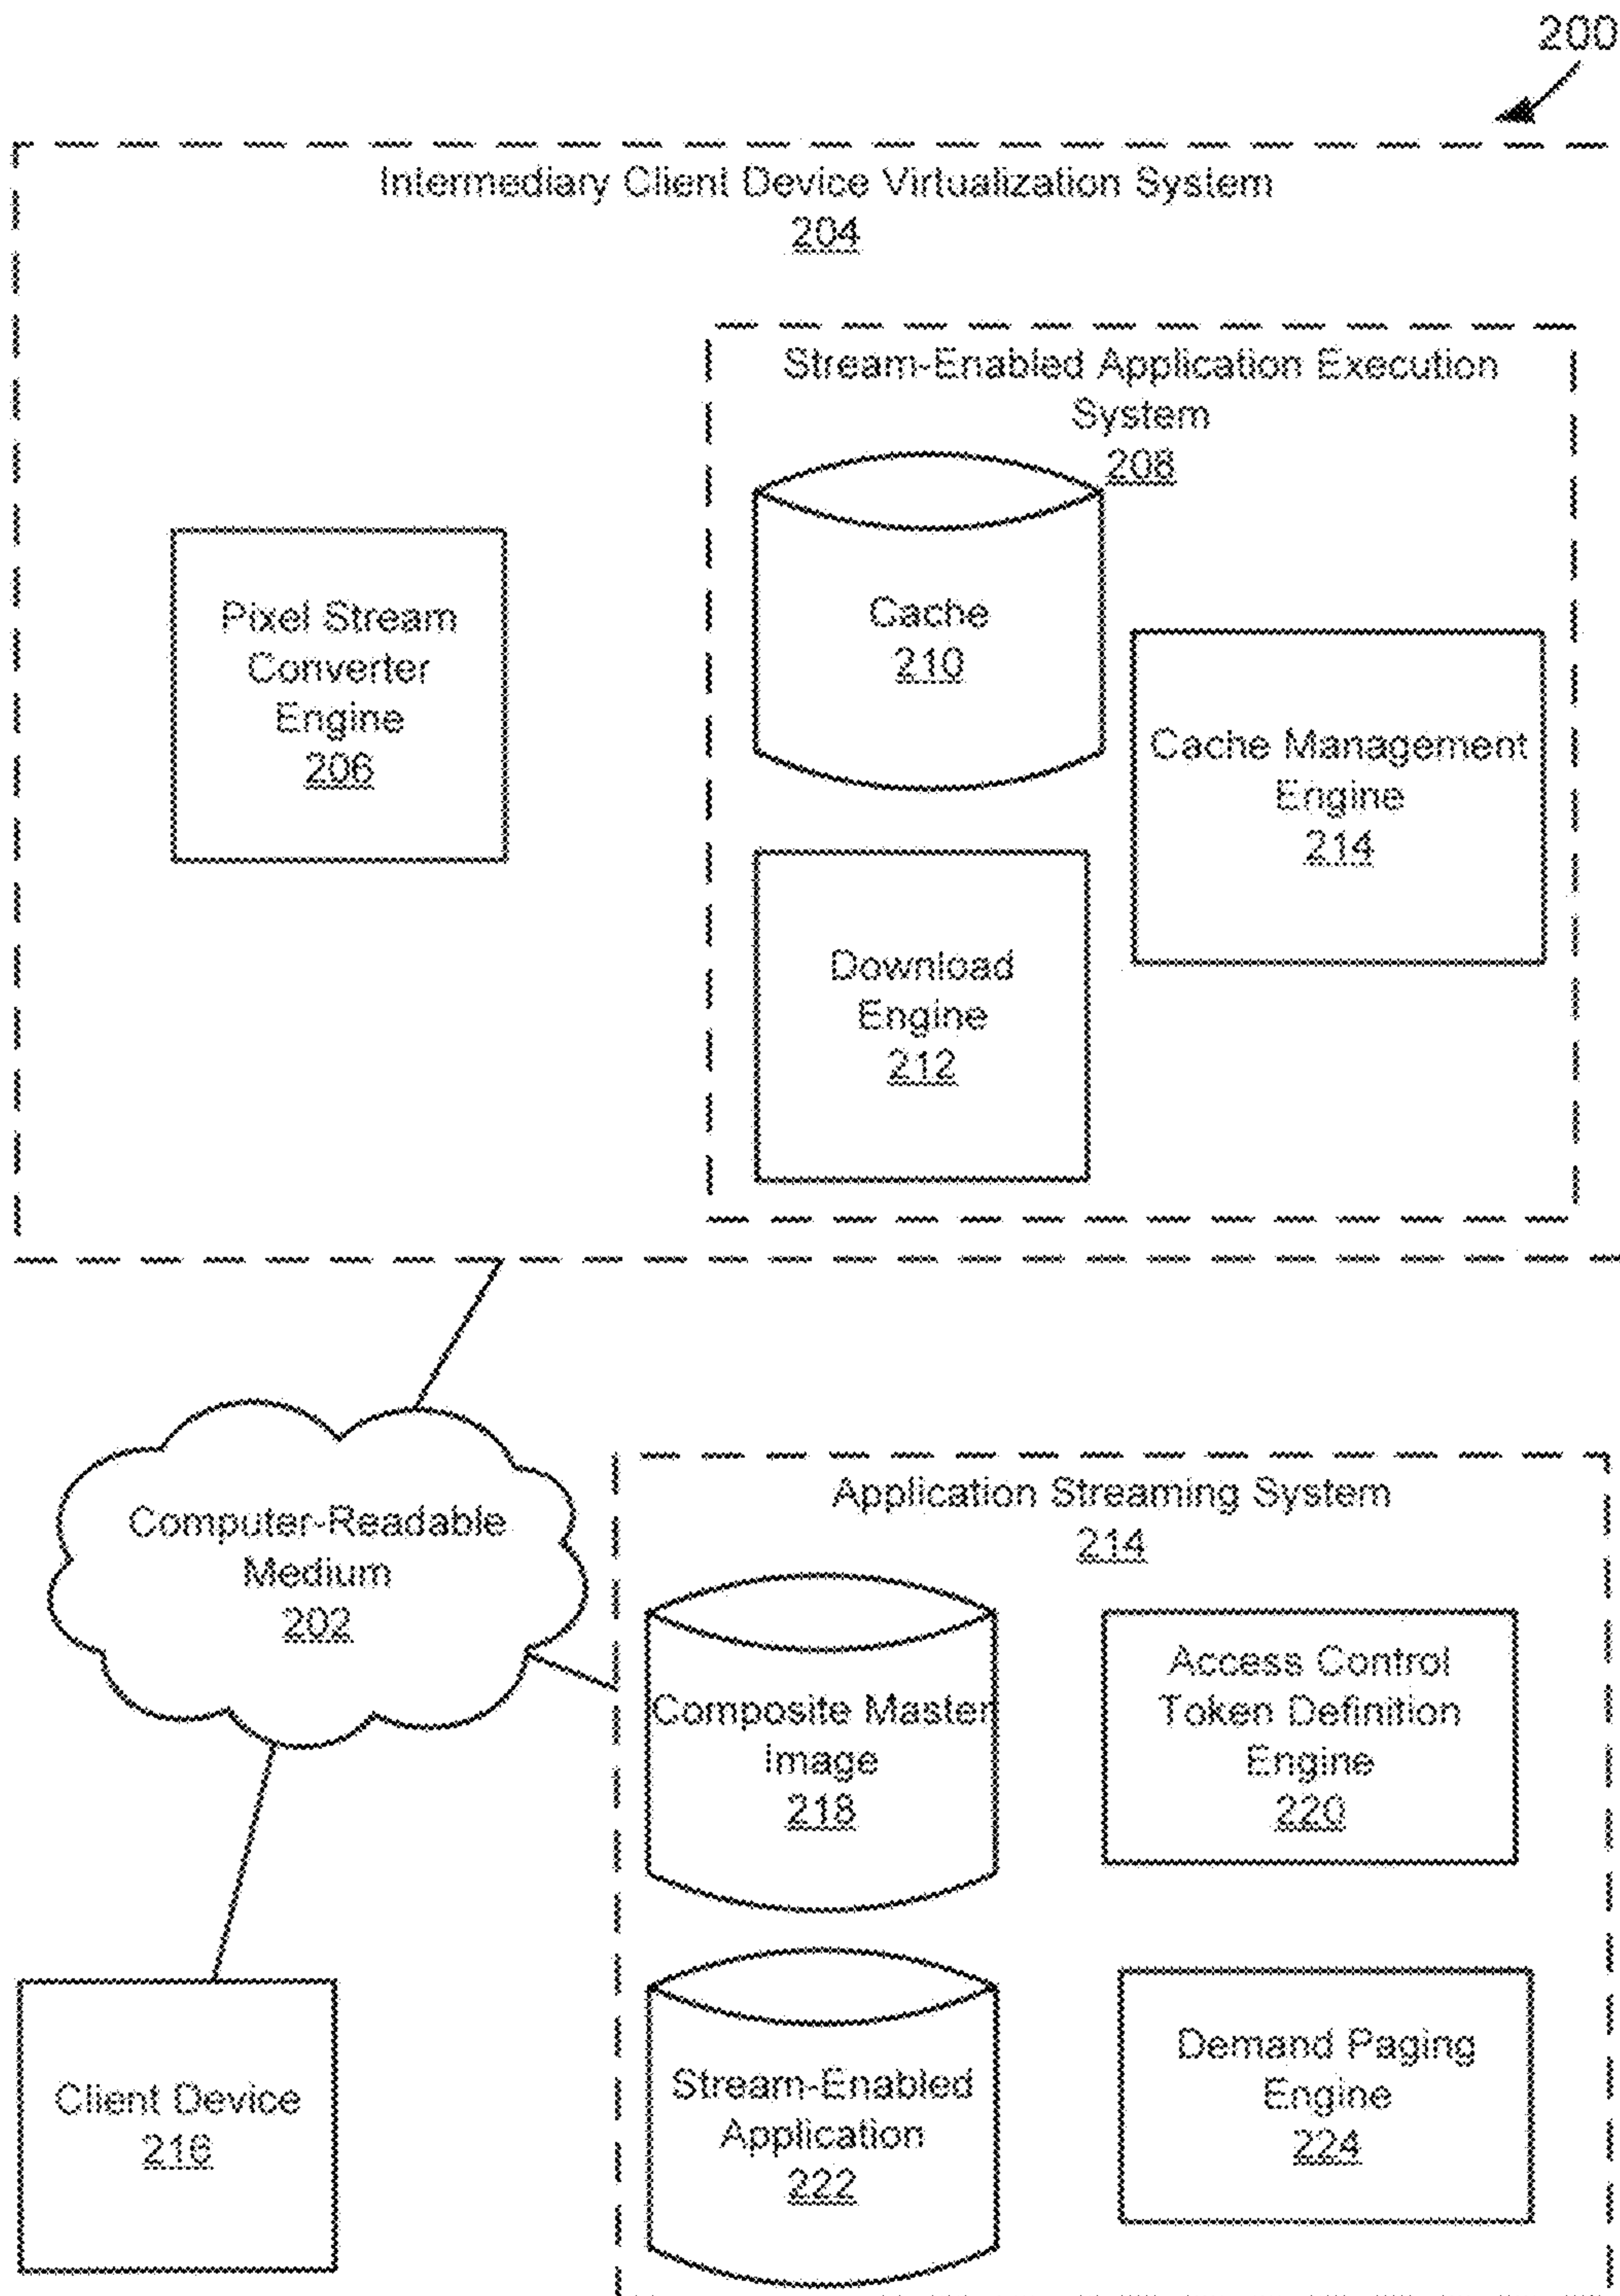 200
Intermediary Client Device Virtualization System
204
Stream-Enabled Application Execution
System
208
Pixel Stream
Converter
Engine
206
Cache
210
Cache Management
Engine
214
Download
Engine
212
Computer-Readable
Medium
202
Application Streaming System
214
Composite Master
Image
218
Access Control
Token Definition
Engine
220
Client Device
216
Stream-Enabled
Application
222
Demand Paging
Engine
224